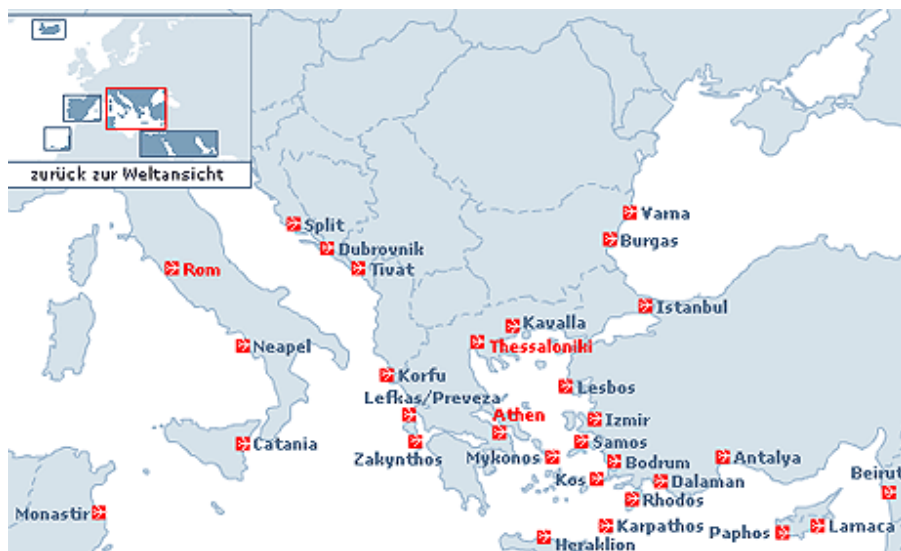 zurück zur Weltansicht
Split
Varna
Dubrovnik
Burgas
Rom
Tivat
Istanbul
Kavalla
Neapel
Thessaloniki
Korfu
Lesbos
Lefkas/Preveza
Athen
Izmir
Catania
Samos
Zakynthos
Mykonos
Bodrum
Antalya
Kos
Dalaman
Beirut
Rhodos
Monastir
Karpathos
Paphos
Larnaca
Heraklion